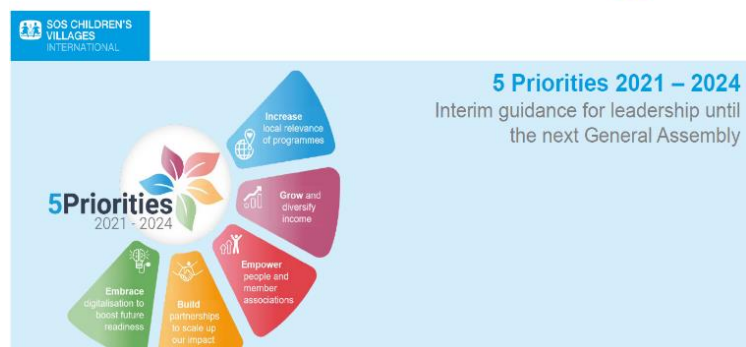 SOS CHILDREN'S
VILLAGES
INTERNATIONAL
5 Priorities 2021 – 2024
Interim guidance for leadership until
the next General Assembly
5Priorities
2021 - 2024
Increase
local relevance
of programmes
Grow and
diversify
income
Empower
people and
member
associations
Build
partnerships
to scale up
our impact
Embrace
digitalisation to
boost future
readiness